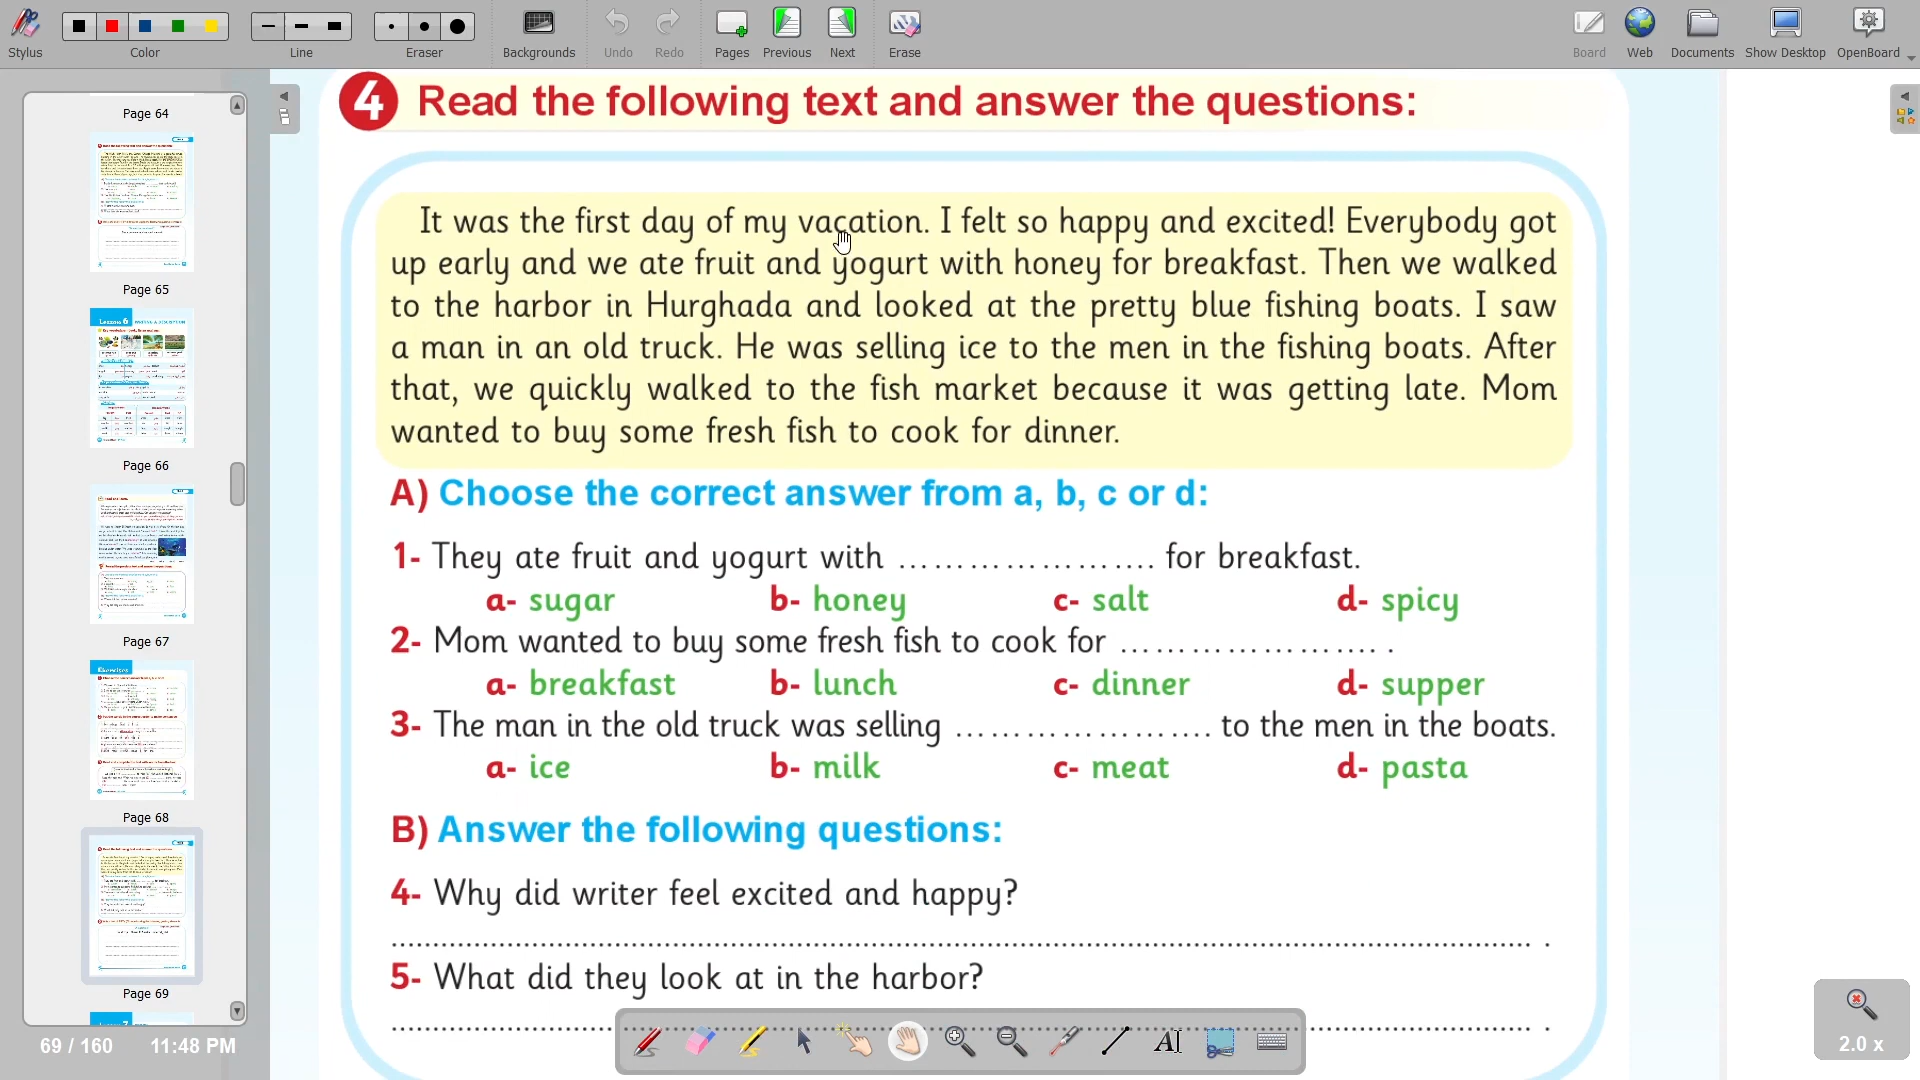 Stylus
Color
Line
Eraser
Backgrounds
Undo
Redo
Pages
Previous
Next
Erase
Board
Web
Documents
Show Desktop
OpenBoard
Page 64
Page 65
Page 66
Page 67
Page 68
Page 69
69 / 160
11:48 PM
4 Read the following text and answer the questions:
It was the first day of my vacation. I felt so happy and excited! Everybody got
up early and we ate fruit and yogurt with honey for breakfast. Then we walked
to the harbor in Hurghada and looked at the pretty blue fishing boats. I saw
a man in an old truck. He was selling ice to the men in the fishing boats. After
that, we quickly walked to the fish market because it was getting late. Mom
wanted to buy some fresh fish to cook for dinner.
A) Choose the correct answer from a, b, c or d:
1- They ate fruit and yogurt with ...................... for breakfast.
a- sugar b- honey c- salt d- spicy
2- Mom wanted to buy some fresh fish to cook for ...................... .
a- breakfast b- lunch c- dinner d- supper
3- The man in the old truck was selling ...................... to the men in the boats.
a- ice b- milk c- meat d- pasta
B) Answer the following questions:
4- Why did writer feel excited and happy?
5- What did they look at in the harbor?
2.0 x